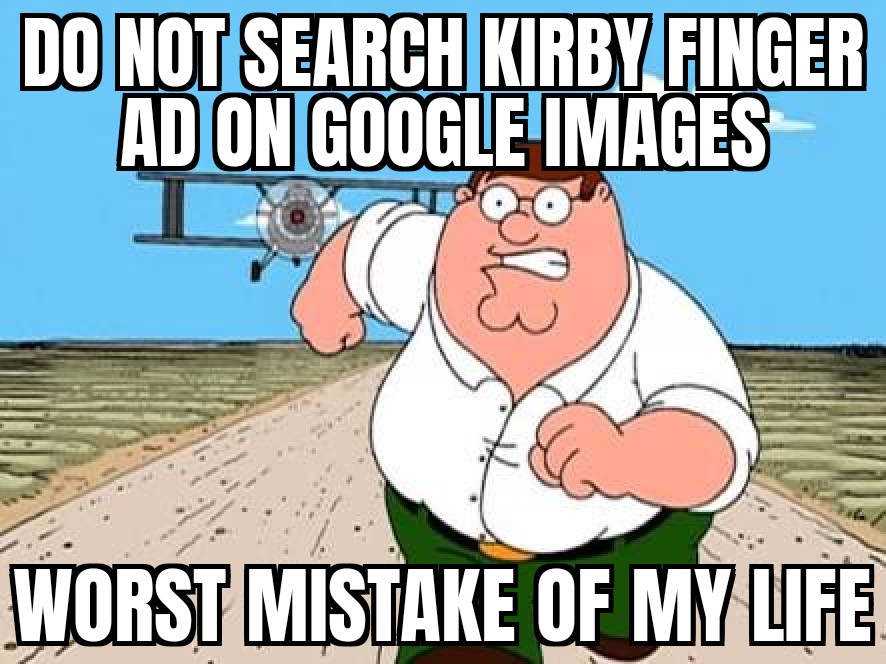 DO NOT SEARCH KIRBY FINGER
AD ON GOOGLE IMAGES
WORST MISTAKE OF MY LIFE